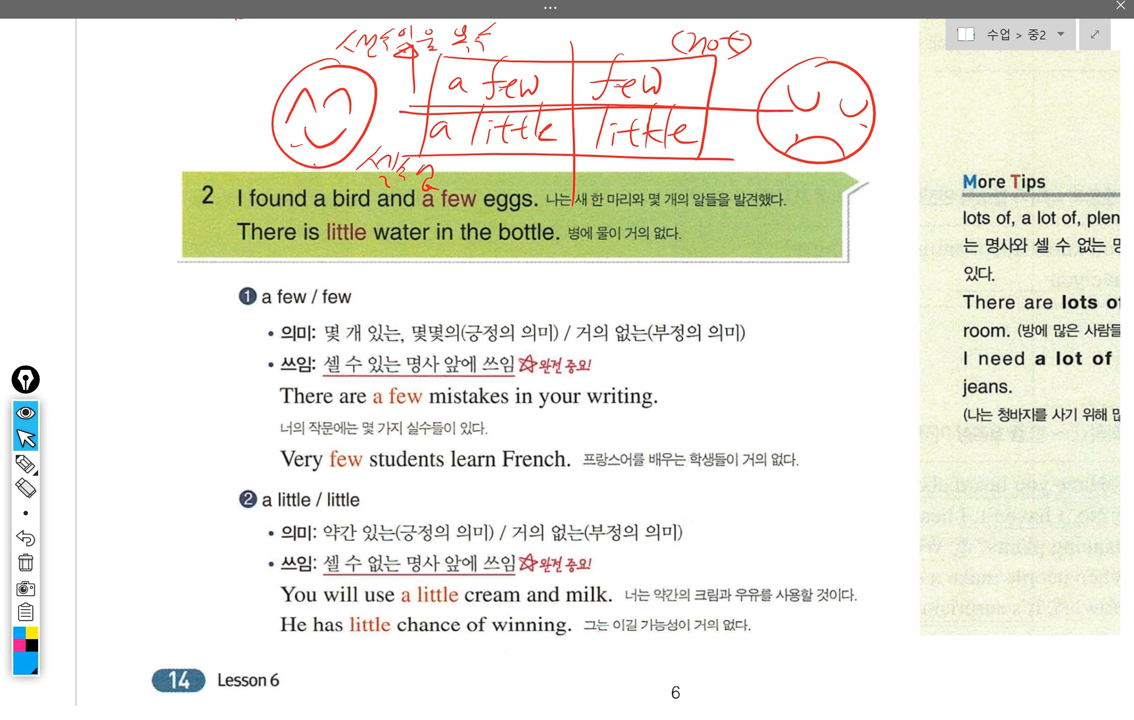 수업 > 중2
셀수있을 복수
(not)
a few few
a little little
셀수
2 I found a bird and a few eggs. 나는 새 한 마리와 몇 개의 알들을 발견했다.
There is little water in the bottle. 병에 물이 거의 없다.
1 a few / few
• 의미: 몇 개 있는, 몇몇의(긍정의 의미) / 거의 없는(부정의 의미)
• 쓰임: 셀 수 있는 명사 앞에 쓰임 ☆완전 중요!
There are a few mistakes in your writing.
너의 작문에는 몇 가지 실수들이 있다.
Very few students learn French. 프랑스어를 배우는 학생들이 거의 없다.
2 a little / little
• 의미: 약간 있는(긍정의 의미) / 거의 없는(부정의 의미)
• 쓰임: 셀 수 없는 명사 앞에 쓰임 ☆완전 중요!
You will use a little cream and milk. 너는 약간의 크림과 우유를 사용할 것이다.
He has little chance of winning. 그는 이길 가능성이 거의 없다.
14 Lesson 6
6
More Tips
lots of, a lot of, plen
는 명사와 셀 수 없는 명
있다.
There are lots of
room. (방에 많은 사람들
I need a lot of
jeans.
(나는 청바지를 사기 위해 많